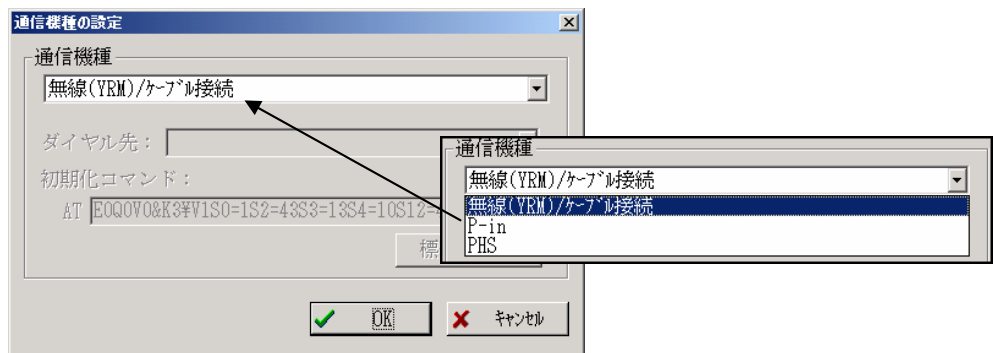 通信機種の設定
通信機種
無線(YRM)/ｹｰﾌﾞﾙ接続
ダイヤル先：
初期化コマンド：
AT E0Q0V0&K3¥V1S0=1S2=43S3=13S4=10S12=
標
OK
キャンセル
通信機種
無線(YRM)/ｹｰﾌﾞﾙ接続
無線(YRM)/ｹｰﾌﾞﾙ接続
P-in
PHS